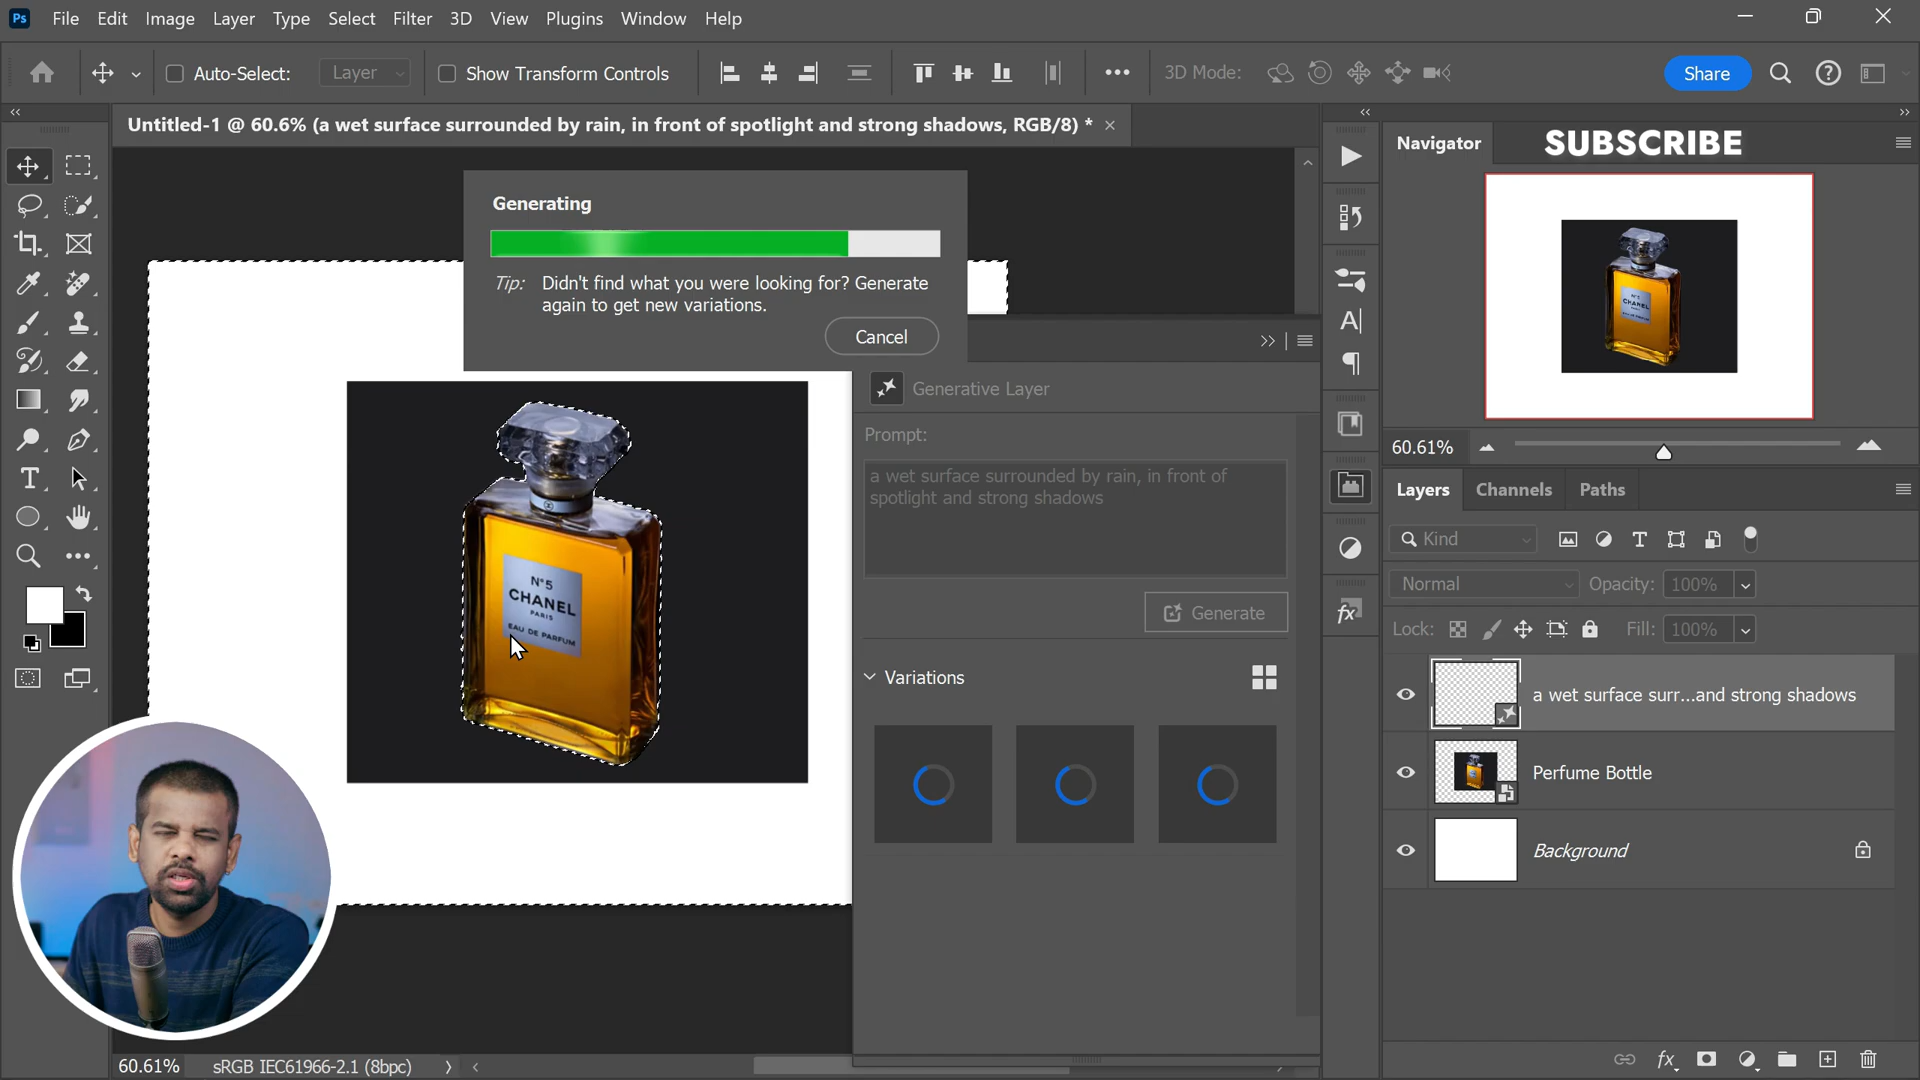 Ps File Edit Image Layer Type Select Filter 3D View Plugins Window Help
Auto-Select: Layer Show Transform Controls 3D Mode: Share
Untitled-1 @ 60.6% (a wet surface surrounded by rain, in front of spotlight and strong shadows, RGB/8) *
Navigator SUBSCRIBE
Generating
Tip: Didn't find what you were looking for? Generate
again to get new variations.
Cancel
Generative Layer
Prompt:
a wet surface surrounded by rain, in front of
spotlight and strong shadows
Generate
Variations
N°5
CHANEL
PARIS
EAU DE PARFUM
N°5
CHANEL
60.61%
Layers Channels Paths
Kind
Normal Opacity: 100%
Lock: Fill: 100%
a wet surface surr...and strong shadows
Perfume Bottle
Background
60.61% sRGB IEC61966-2.1 (8bpc)